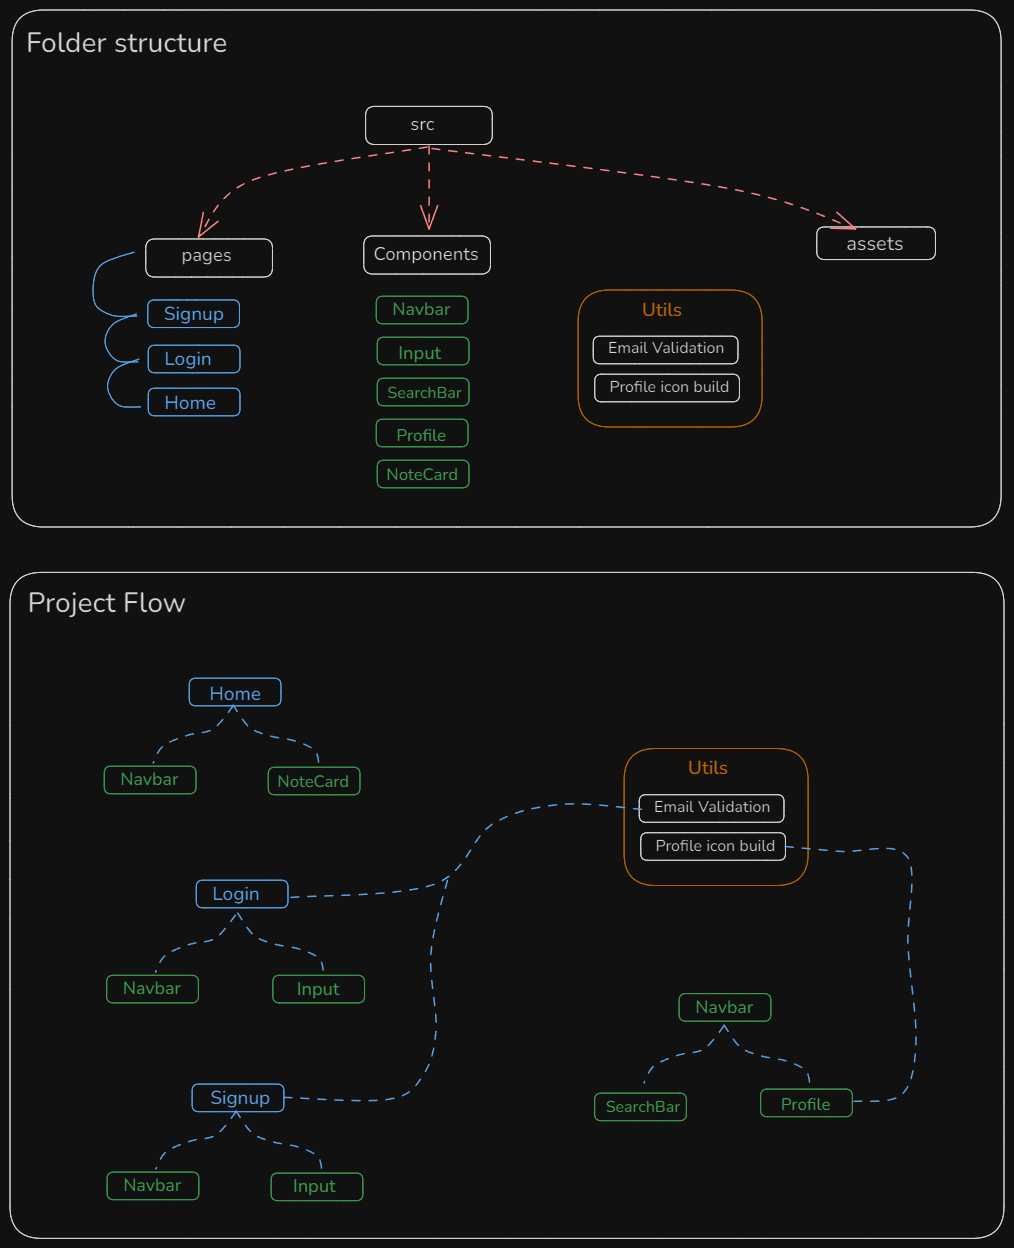 Folder structure
src
pages
Components
assets
Signup
Login
Home
Navbar
Input
SearchBar
Profile
NoteCard
Utils
Email Validation
Profile icon build
Project Flow
Home
Navbar
NoteCard
Utils
Email Validation
Profile icon build
Login
Navbar
Input
Navbar
SearchBar
Profile
Signup
Navbar
Input